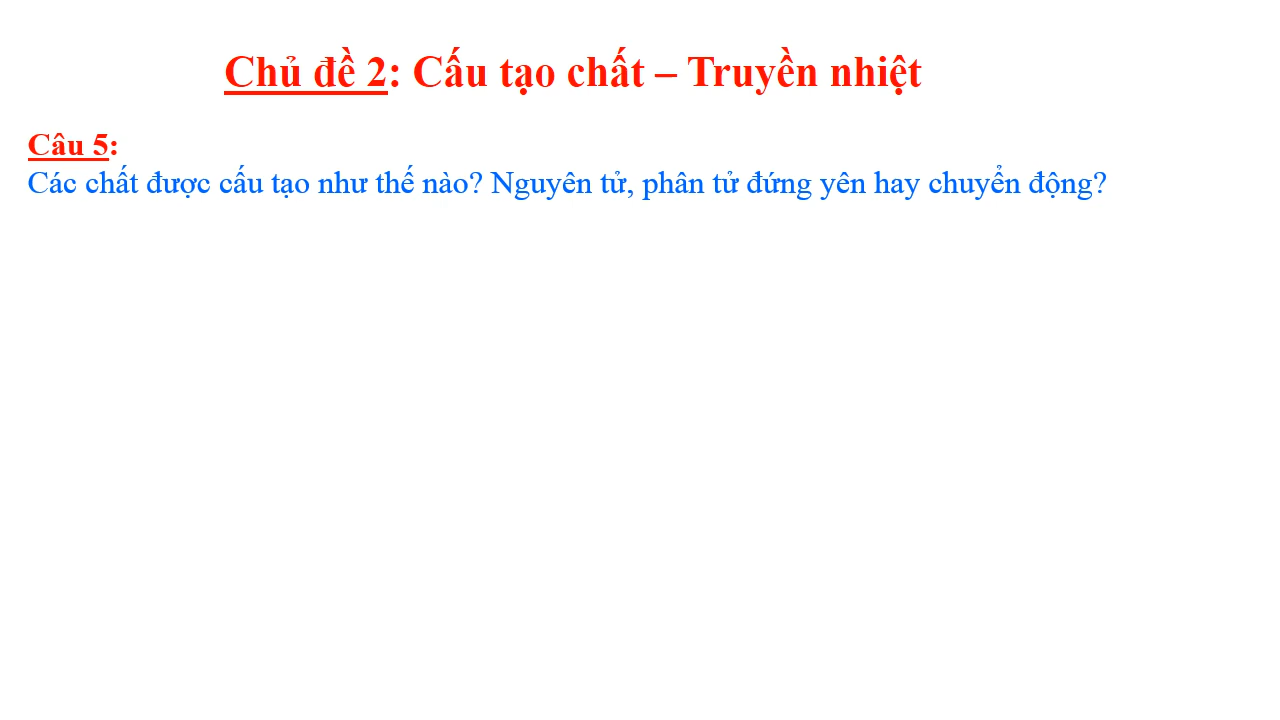 Chủ đề 2: Cấu tạo chất – Truyền nhiệt
Câu 5:
Các chất được cấu tạo như thế nào? Nguyên tử, phân tử đứng yên hay chuyển động?